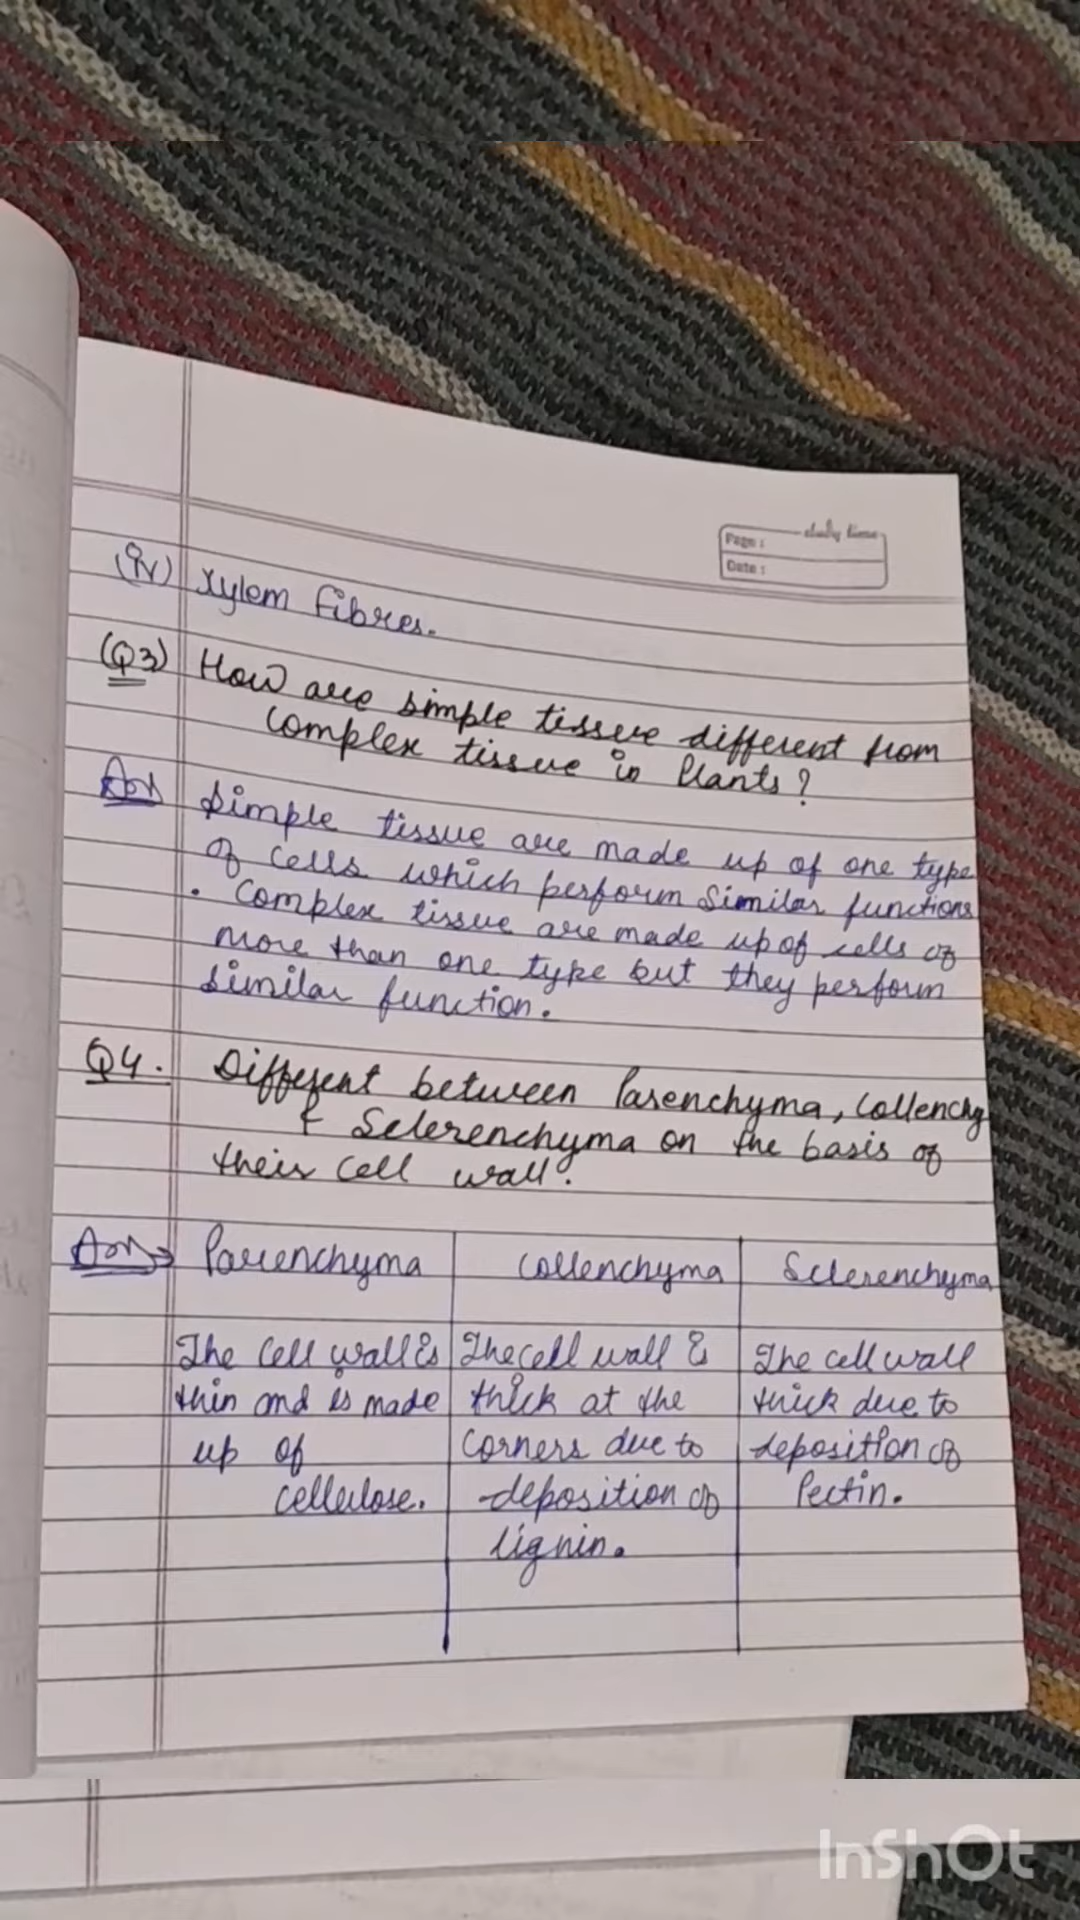 study time
Page :
Date :
(iv) Xylem fibres.
(Q3) How are simple tissue different from
complex tissue in Plants?
Ans Simple tissue are made up of one type
of cells which perform similar functions
. Complex tissue are made up of cells of
more than one type but they perform
similar function.
Q4. Different between Parenchyma, Collenchy
& Sclerenchyma on the basis of
their cell wall.
Ans→ Parenchyma Collenchyma Sclerenchyma
The cell wall is The cell wall is The cell wall
thin and is made thick at the thick due to
up of corners due to deposition of
cellulose. deposition of Pectin.
lignin.
InShOt